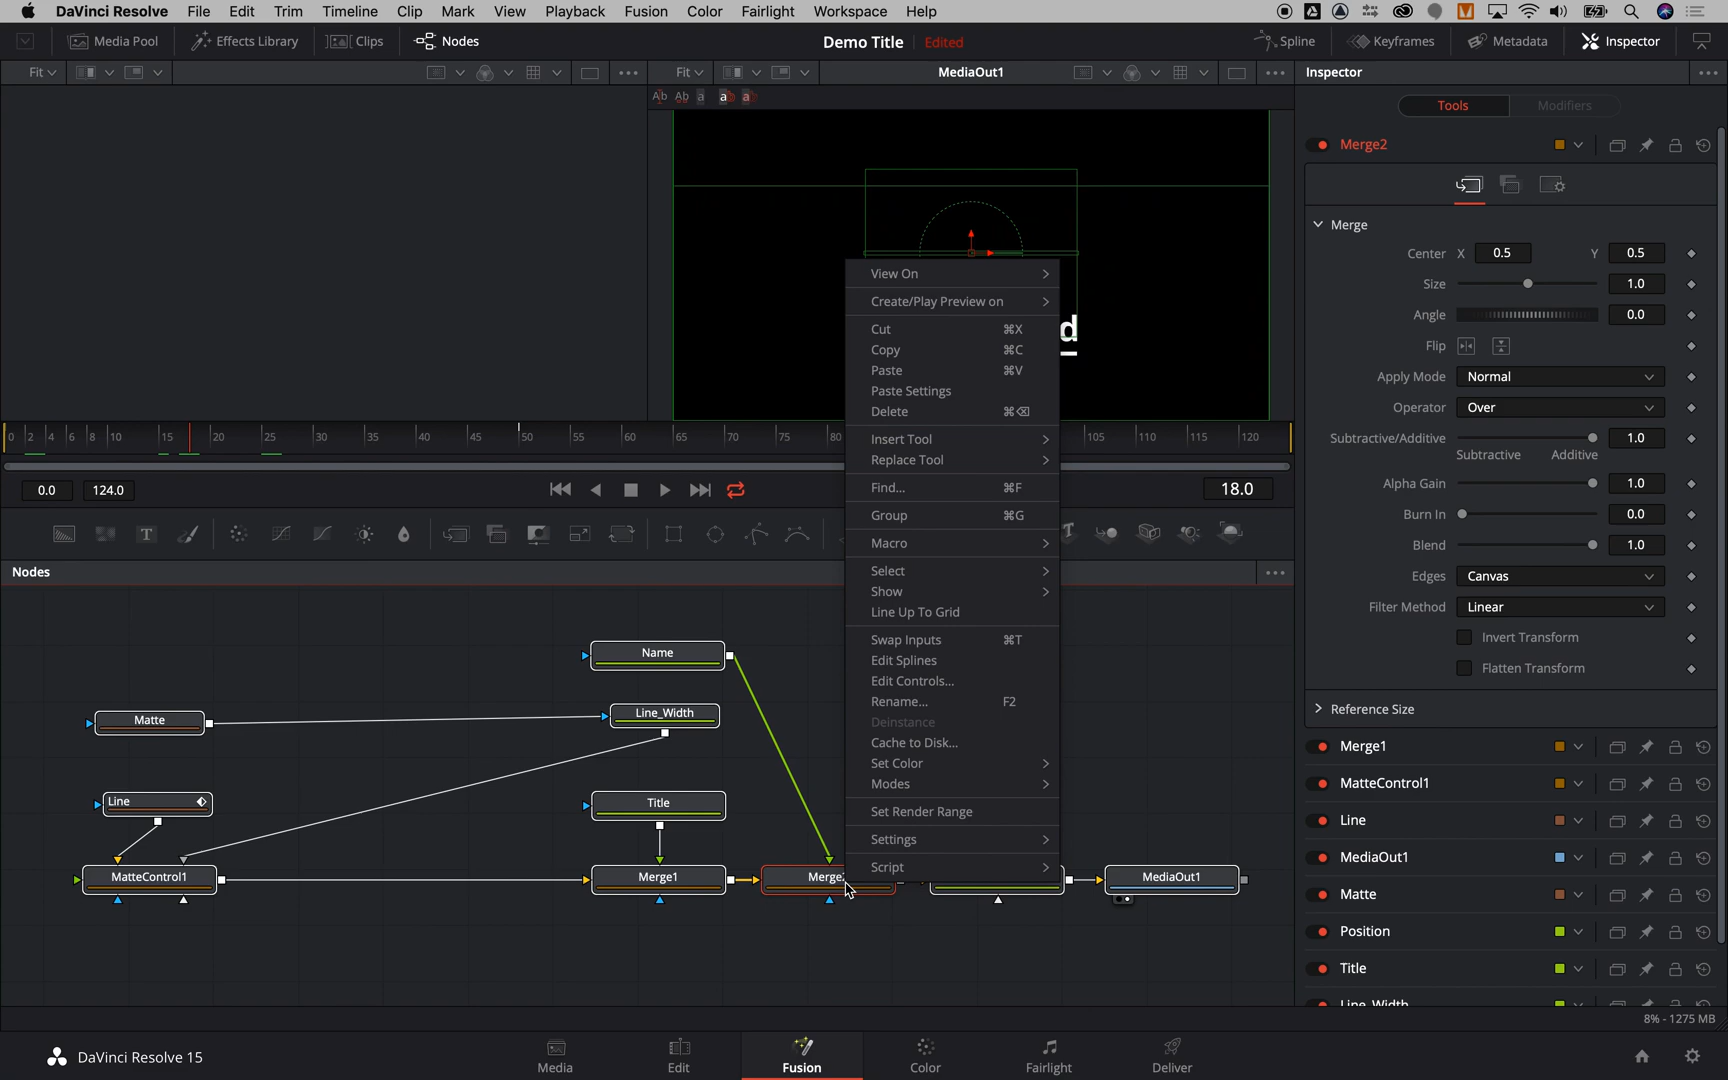 DaVinci Resolve File Edit Trim Timeline Clip Mark View Playback Fusion Color Fairlight Workspace Help
Media Pool Effects Library Clips Nodes Demo Title Edited Spline Keyframes Metadata Inspector
Fit Fit MediaOut1 Inspector
Tools Modifiers
Merge2
Merge
Center X 0.5 Y 0.5
Size 1.0
Angle 0.0
Flip
Apply Mode Normal
Operator Over
Subtractive/Additive 1.0
Subtractive Additive
Alpha Gain 1.0
Burn In 0.0
Blend 1.0
Edges Canvas
Filter Method Linear
Invert Transform
Flatten Transform
Reference Size
Merge1
MatteControl1
Line
MediaOut1
Matte
Position
Title
Line_Width
8% - 1275 MB
d
View On
Create/Play Preview on
Cut ⌘X
Copy ⌘C
Paste ⌘V
Paste Settings
Delete ⌘⌫
Insert Tool
Replace Tool
Find... ⌘F
Group ⌘G
Macro
Select
Show
Line Up To Grid
Swap Inputs ⌘T
Edit Splines
Edit Controls...
Rename... F2
Deinstance
Cache to Disk...
Set Color
Modes
Set Render Range
Settings
Script
0 2 4 6 8 10 15 20 25 30 35 40 45 50 55 60 65 70 75 80 105 110 115 120
0.0 124.0 18.0
Nodes
Name
Matte Line_Width
Line Title
MatteControl1 Merge1 Merge2 MediaOut1
DaVinci Resolve 15 Media Edit Fusion Color Fairlight Deliver